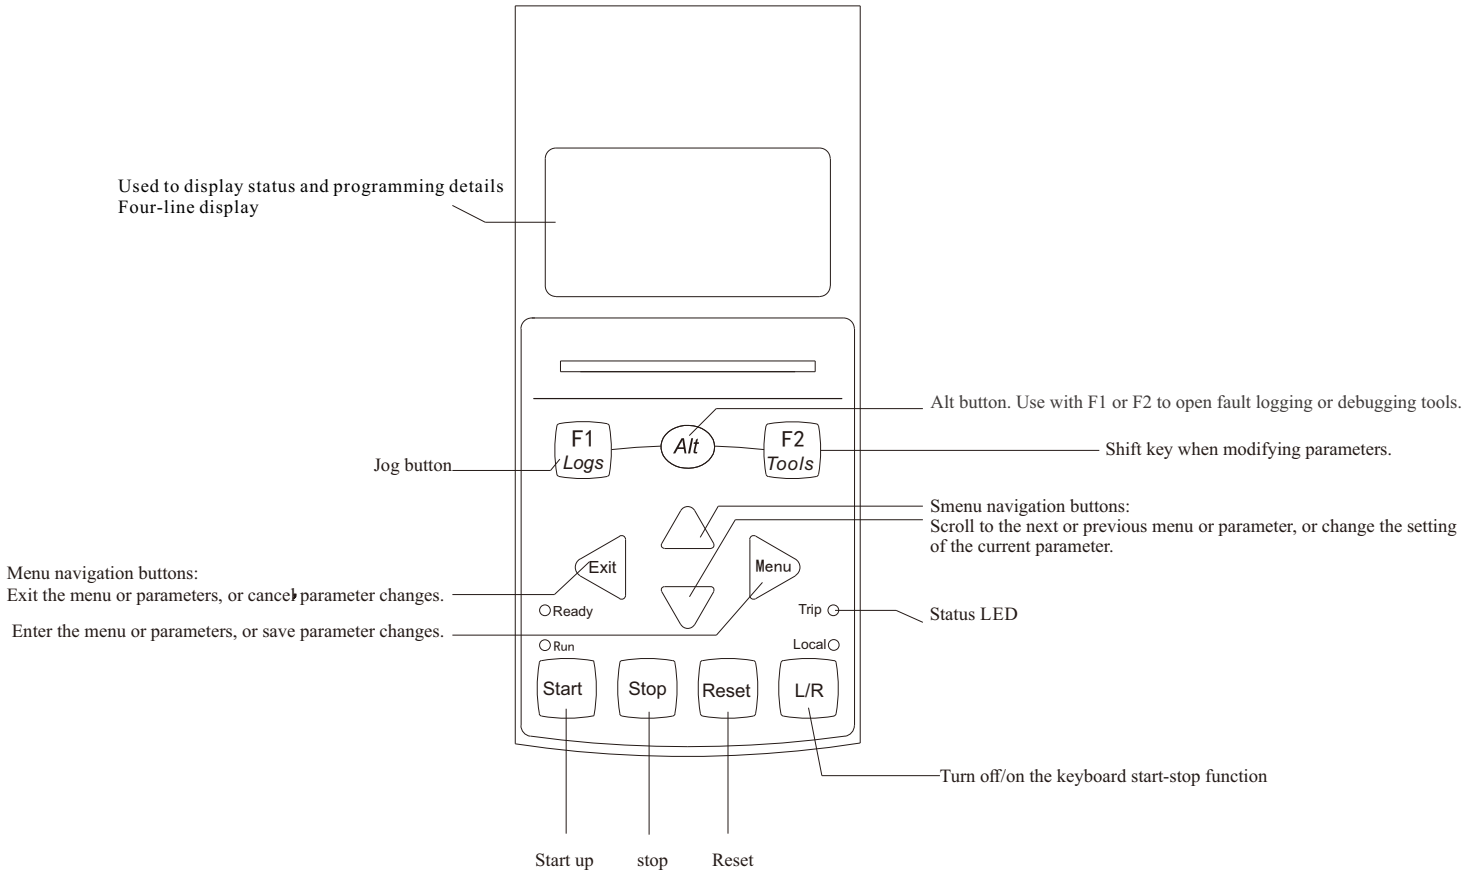 Used to display status and programming details
Four-line display
Alt button. Use with F1 or F2 to open fault logging or debugging tools.
F1
Logs
Alt
F2
Tools
Shift key when modifying parameters.
Jog button
Smenu navigation buttons:
Scroll to the next or previous menu or parameter, or change the setting
of the current parameter.
Menu navigation buttons:
Exit the menu or parameters, or cancel parameter changes.
Enter the menu or parameters, or save parameter changes.
Exit
Menu
Ready
Trip
Status LED
Run
Local
Start
Stop
Reset
L/R
Turn off/on the keyboard start-stop function
Start up
stop
Reset